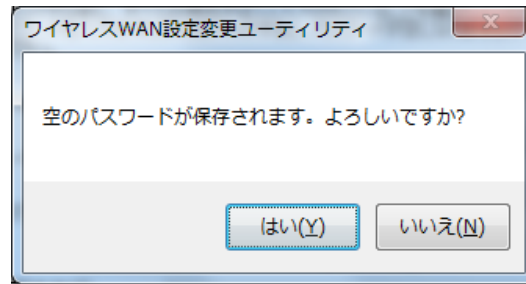 ワイヤレスWAN設定変更ユーティリティ
空のパスワードが保存されます。よろしいですか?
はい(Y)
いいえ(N)